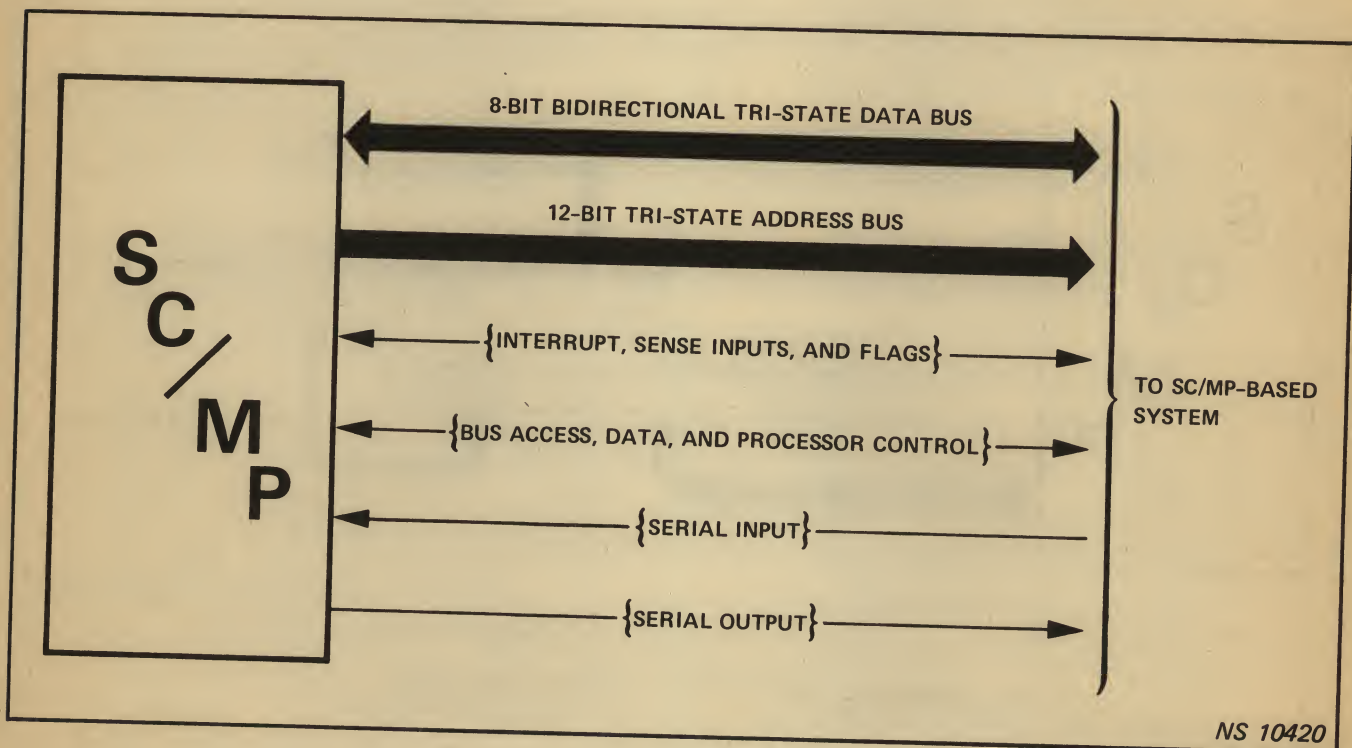 8-BIT BIDIRECTIONAL TRI-STATE DATA BUS
12-BIT TRI-STATE ADDRESS BUS
SC/MP
{INTERRUPT, SENSE INPUTS, AND FLAGS}
{BUS ACCESS, DATA, AND PROCESSOR CONTROL}
{SERIAL INPUT}
{SERIAL OUTPUT}
TO SC/MP-BASED
SYSTEM
NS 10420